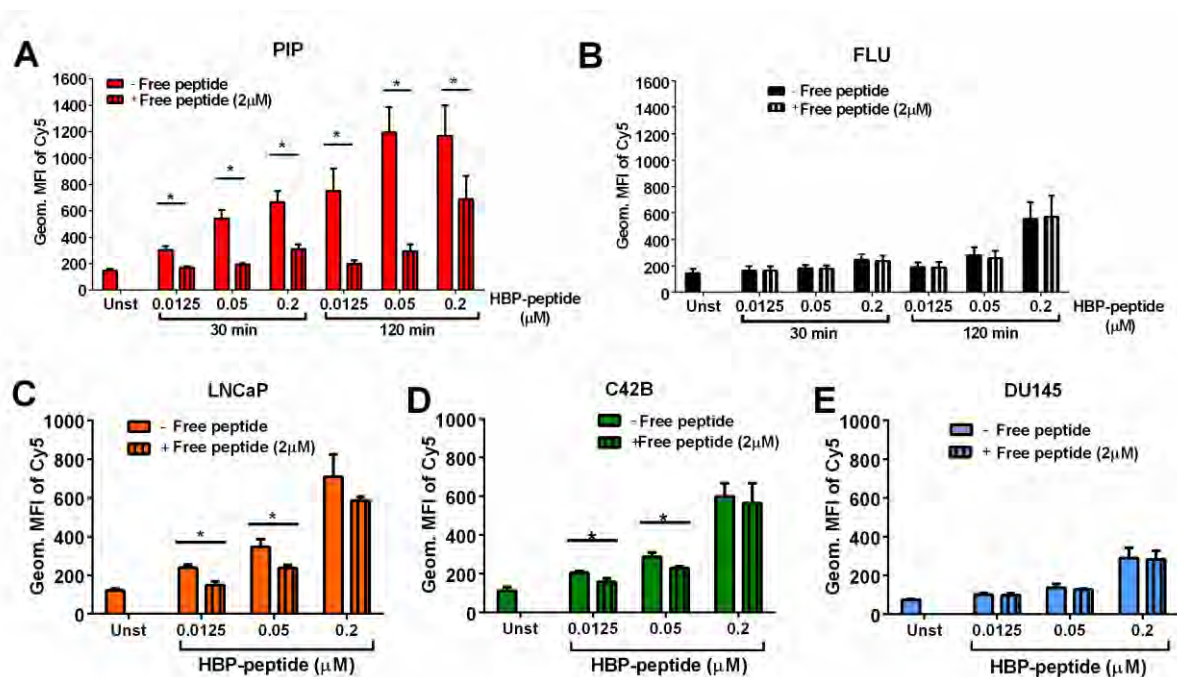 A
PIP
- Free peptide
+ Free peptide (2μM)
Geom. MFI of Cy5
1600
1400
1200
1000
800
600
400
200
0
* * * * * *
Unst 0.0125 0.05 0.2 0.0125 0.05 0.2 HBP-peptide
(μM)
30 min 120 min
B
FLU
- Free peptide
+ Free peptide (2μM)
Geom. MFI of Cy5
1600
1400
1200
1000
800
600
400
200
0
Unst 0.0125 0.05 0.2 0.0125 0.05 0.2 HBP-peptide
(μM)
30 min 120 min
C
LNCaP
- Free peptide
+ Free peptide (2μM)
Geom. MFI of Cy5
1000
800
600
400
200
0
* *
Unst 0.0125 0.05 0.2
HBP-peptide (μM)
D
C42B
- Free peptide
+Free peptide (2μM)
Geom. MFI of Cy5
1000
800
600
400
200
0
* *
Unst 0.0125 0.05 0.2
HBP-peptide (μM)
E
DU145
- Free peptide
+ Free peptide (2μM)
Geom. MFI of Cy5
1000
800
600
400
200
0
Unst 0.0125 0.05 0.2
HBP-peptide (μM)